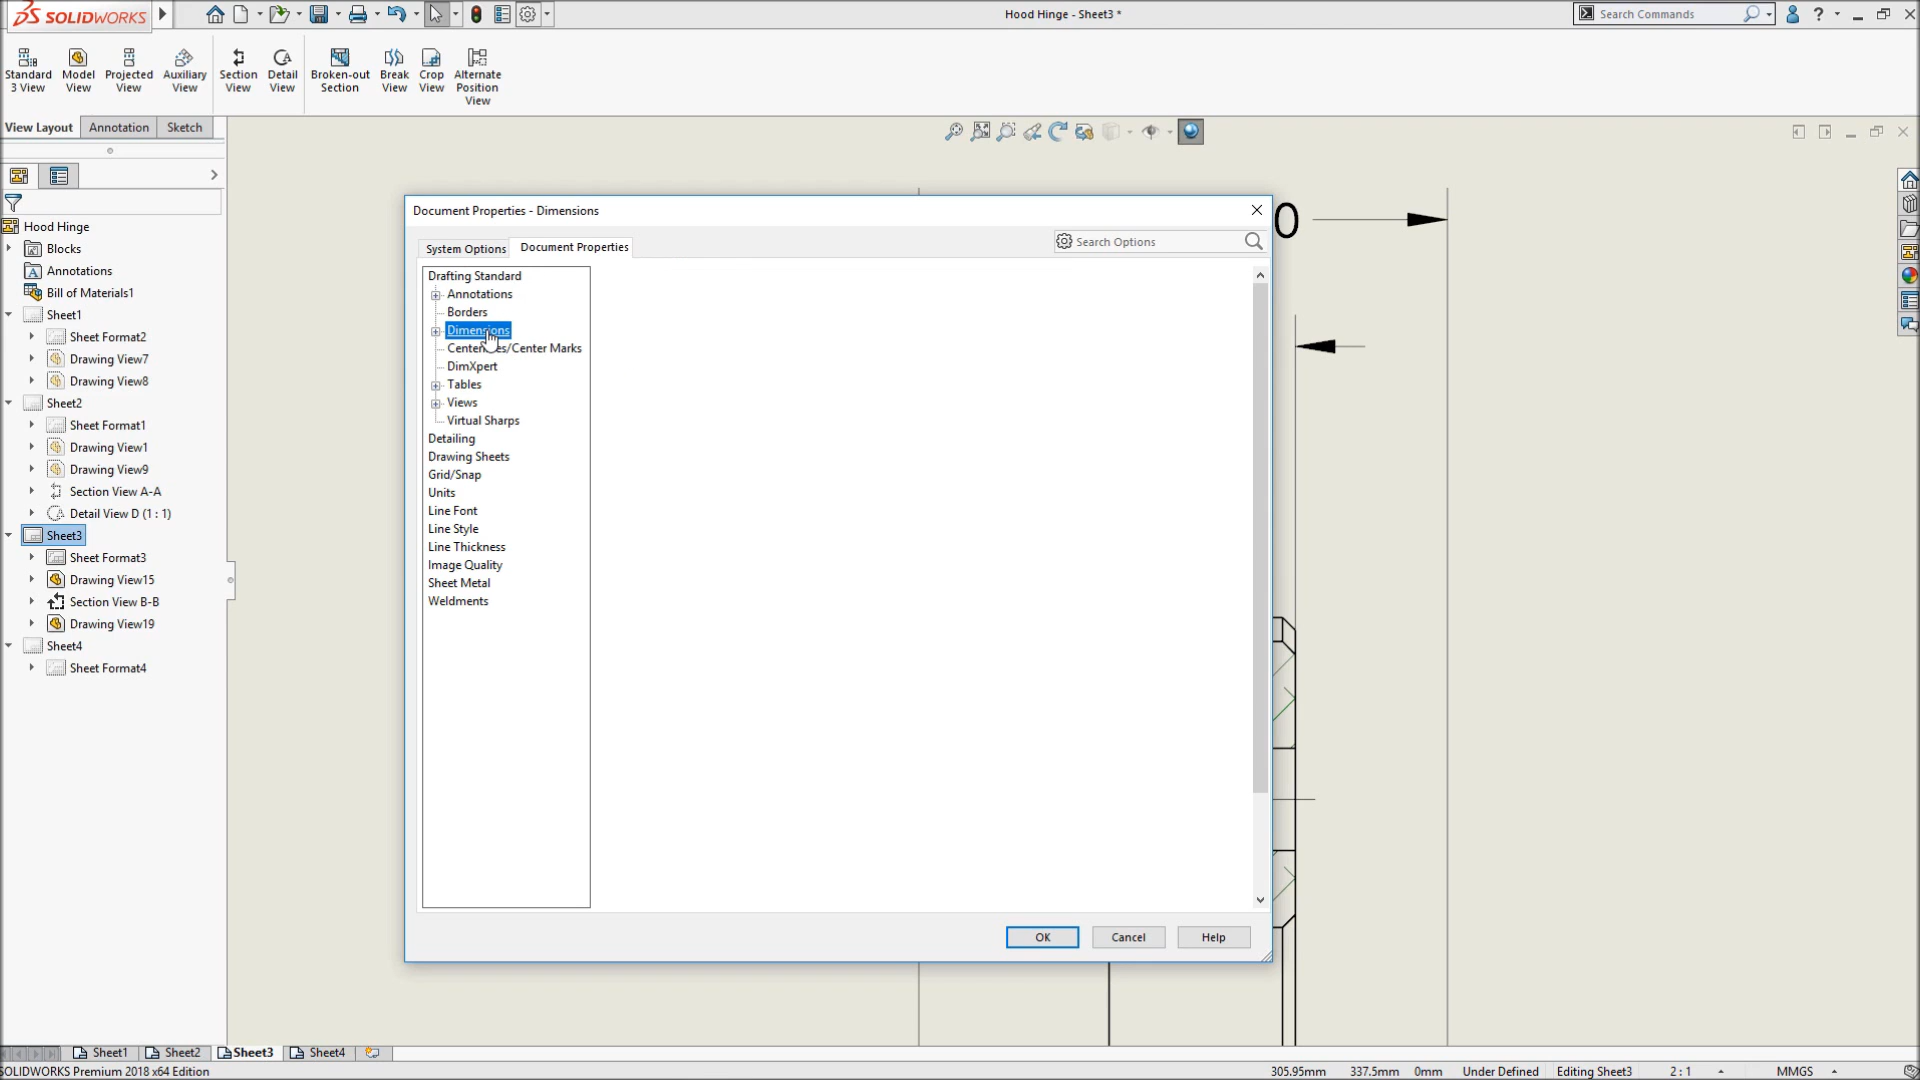 SOLIDWORKS
Hood Hinge - Sheet3 *
Search Commands
?
Standard 3 View
Model View
Projected View
Auxiliary View
Section View
Detail View
Broken-out Section
Break View
Crop View
Alternate Position View
View Layout
Annotation
Sketch
Hood Hinge
Blocks
Annotations
Bill of Materials1
Sheet1
Sheet Format2
Drawing View7
Drawing View8
Sheet2
Sheet Format1
Drawing View1
Drawing View9
Section View A-A
Detail View D (1 : 1)
Sheet3
Sheet Format3
Drawing View15
Section View B-B
Drawing View19
Sheet4
Sheet Format4
Document Properties - Dimensions
System Options
Document Properties
Search Options
Drafting Standard
Annotations
Borders
Dimensions
DimXpert
Tables
Views
Virtual Sharps
Detailing
Drawing Sheets
Grid/Snap
Units
Line Font
Line Style
Line Thickness
Image Quality
Sheet Metal
Weldments
OK
Cancel
Help
0
Sheet1
Sheet2
Sheet3
Sheet4
SOLIDWORKS Premium 2018 x64 Edition
305.95mm
337.5mm
0mm
Under Defined
Editing Sheet3
2 : 1
MMGS